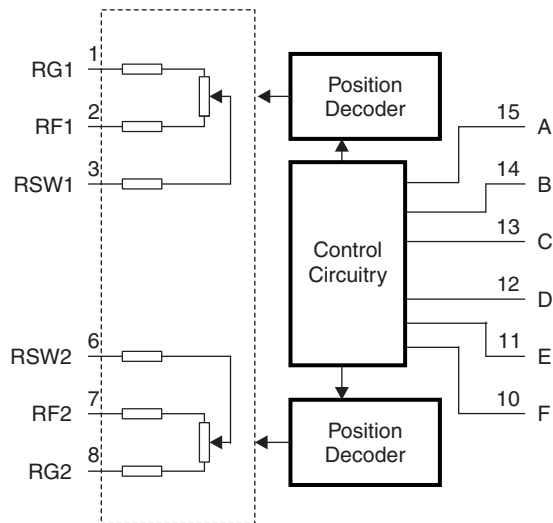 1
RG1
2
RF1
3
RSW1
6
RSW2
7
RF2
8
RG2
Position
Decoder
Control
Circuitry
Position
Decoder
15
A
14
B
13
C
12
D
11
E
10
F